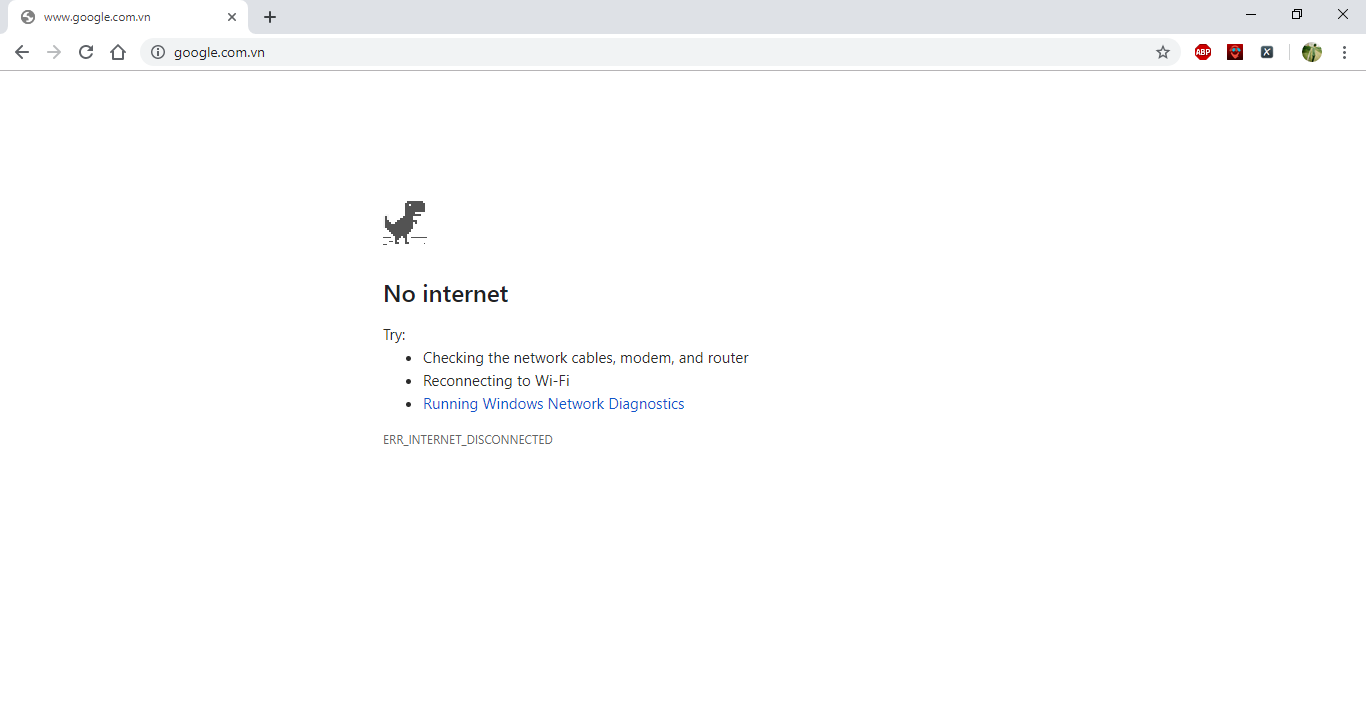 www.google.com.vn
google.com.vn
ABP
X
No internet
Try:
Checking the network cables, modem, and router
Reconnecting to Wi-Fi
Running Windows Network Diagnostics
ERR_INTERNET_DISCONNECTED